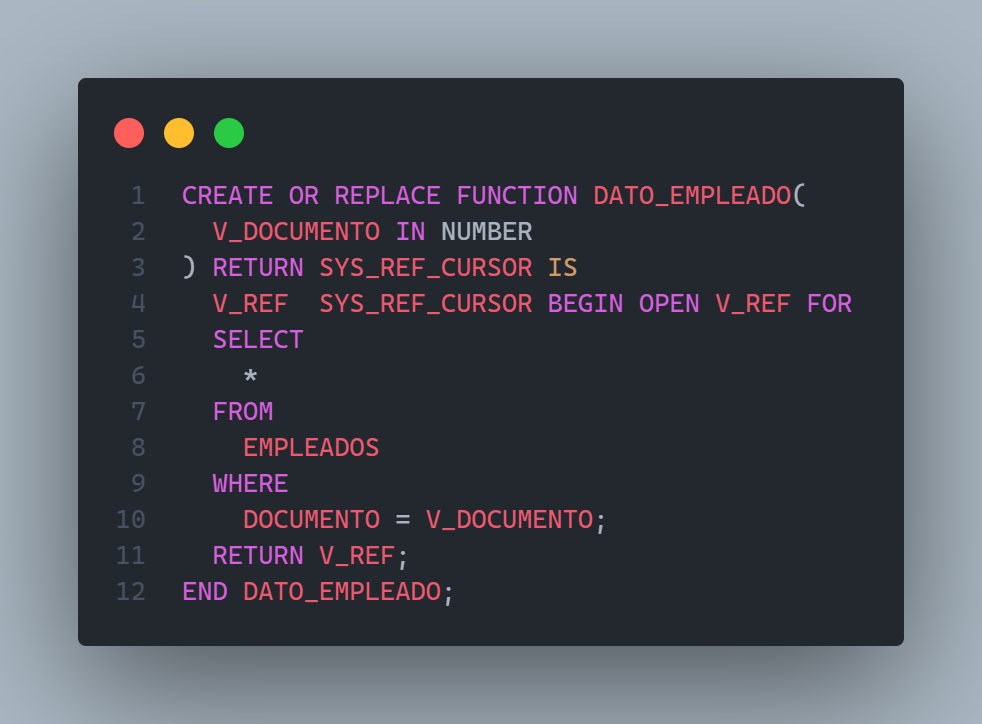 1 CREATE OR REPLACE FUNCTION DATO_EMPLEADO(
2 V_DOCUMENTO IN NUMBER
3 ) RETURN SYS_REF_CURSOR IS
4 V_REF  SYS_REF_CURSOR BEGIN OPEN V_REF FOR
5 SELECT
6 *
7 FROM
8 EMPLEADOS
9 WHERE
10 DOCUMENTO = V_DOCUMENTO;
11 RETURN V_REF;
12 END DATO_EMPLEADO;